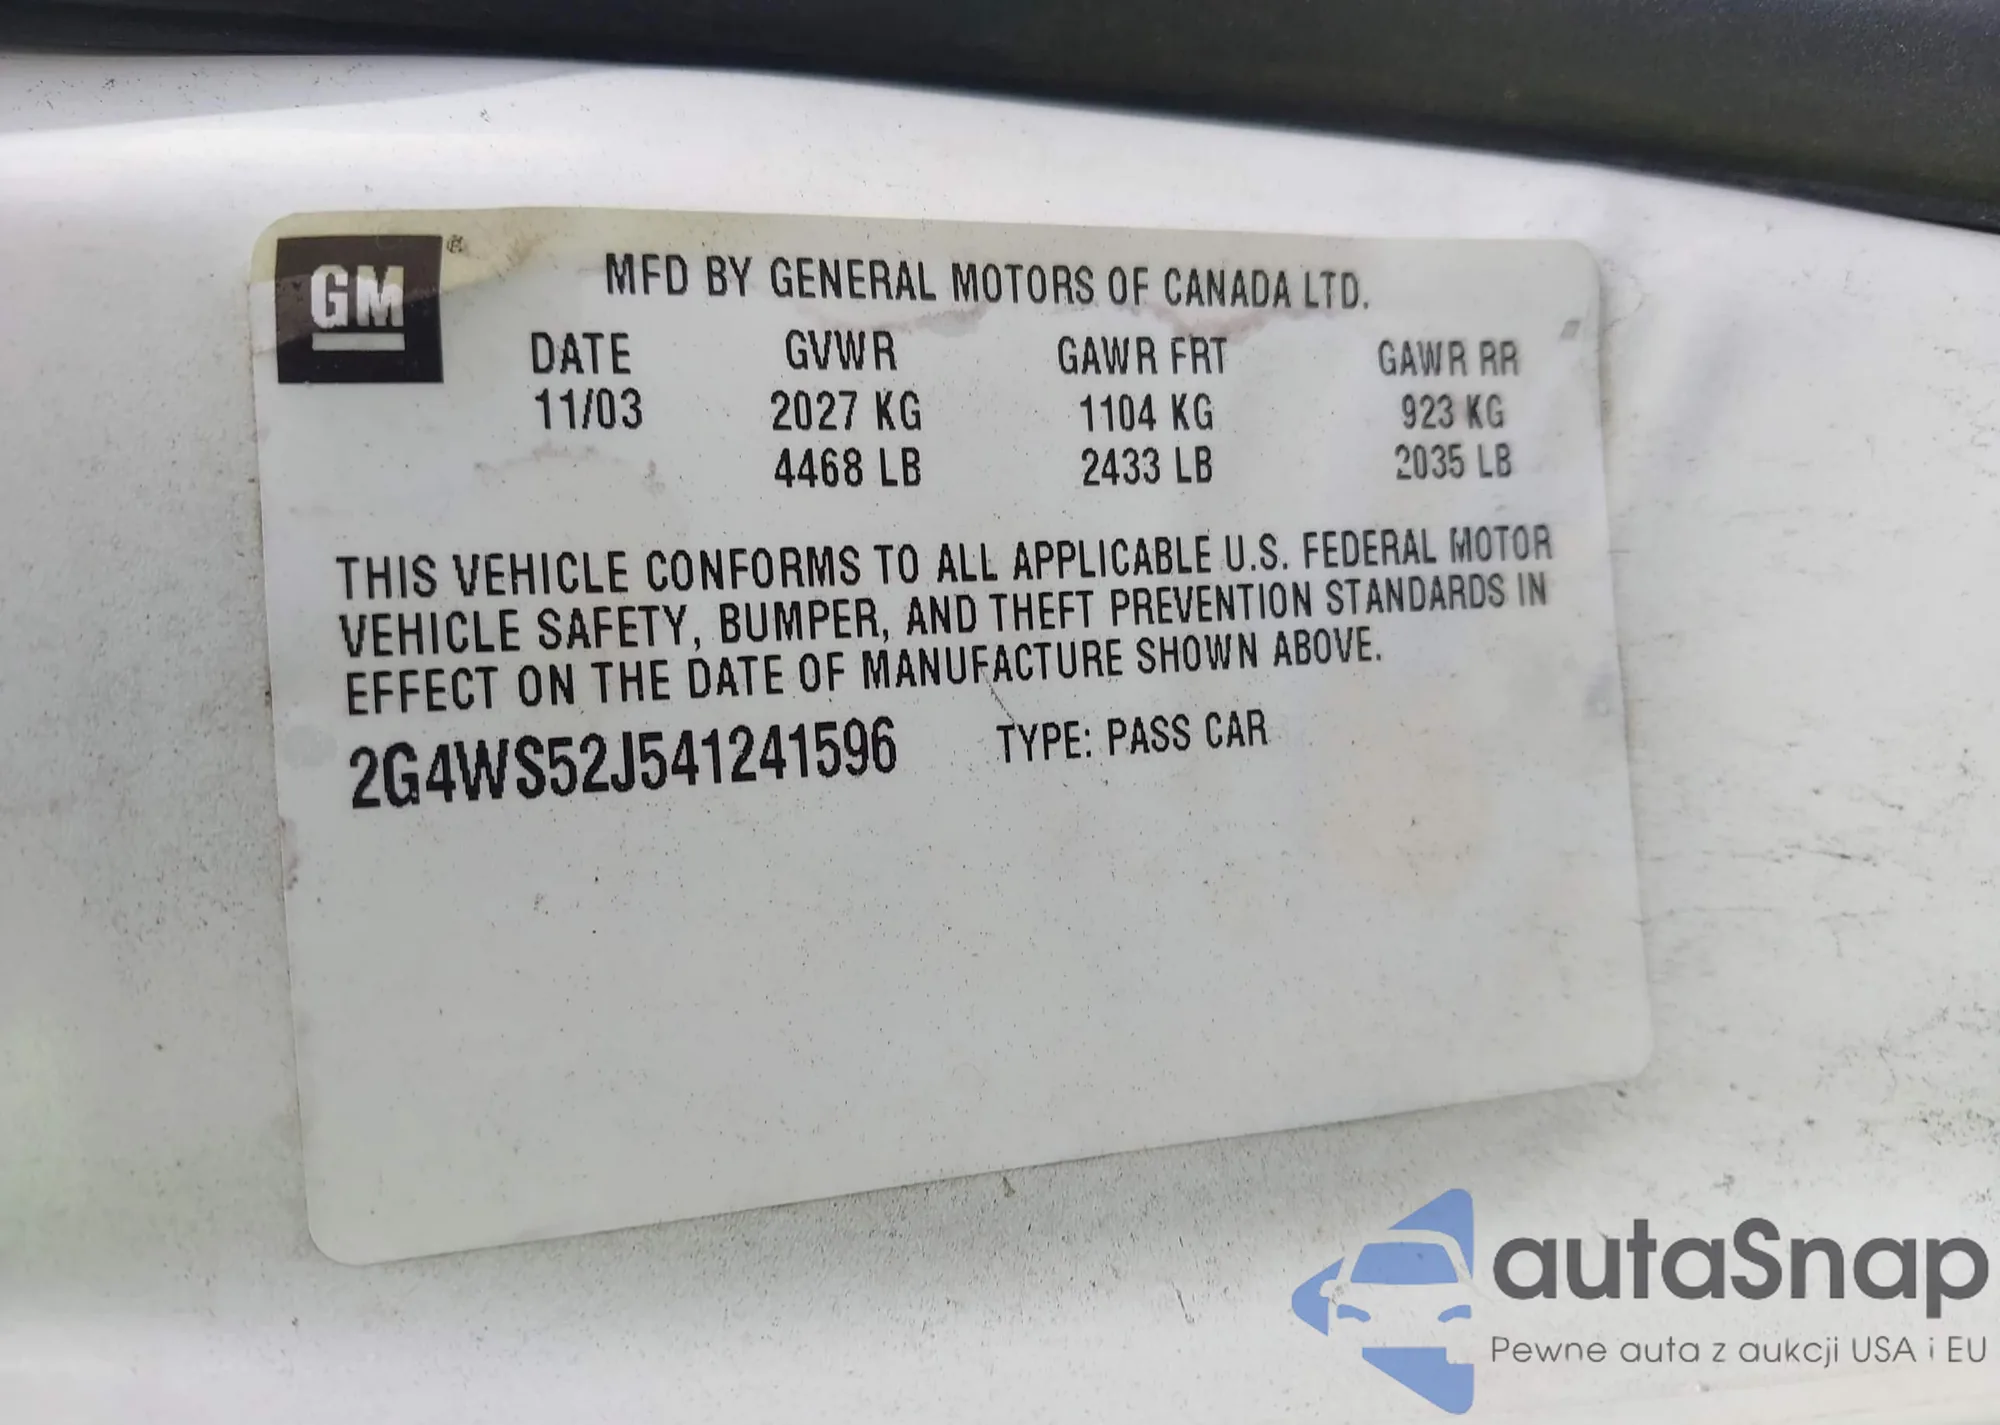 GM ®
MFD BY GENERAL MOTORS OF CANADA LTD.
DATE GVWR GAWR FRT GAWR RR
11/03 2027 KG 1104 KG 923 KG
4468 LB 2433 LB 2035 LB
THIS VEHICLE CONFORMS TO ALL APPLICABLE U.S. FEDERAL MOTOR
VEHICLE SAFETY, BUMPER, AND THEFT PREVENTION STANDARDS IN
EFFECT ON THE DATE OF MANUFACTURE SHOWN ABOVE.
2G4WS52J541241596 TYPE: PASS CAR
autaSnap
Pewne auta z aukcji USA i EU